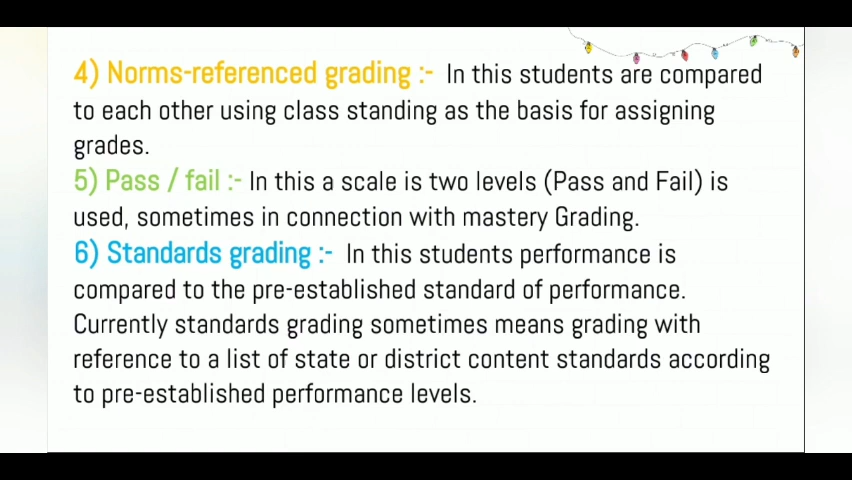 4) Norms-referenced grading :- In this students are compared
to each other using class standing as the basis for assigning
grades.
5) Pass / fail :- In this a scale is two levels (Pass and Fail) is
used, sometimes in connection with mastery Grading.
6) Standards grading :- In this students performance is
compared to the pre-established standard of performance.
Currently standards grading sometimes means grading with
reference to a list of state or district content standards according
to pre-established performance levels.